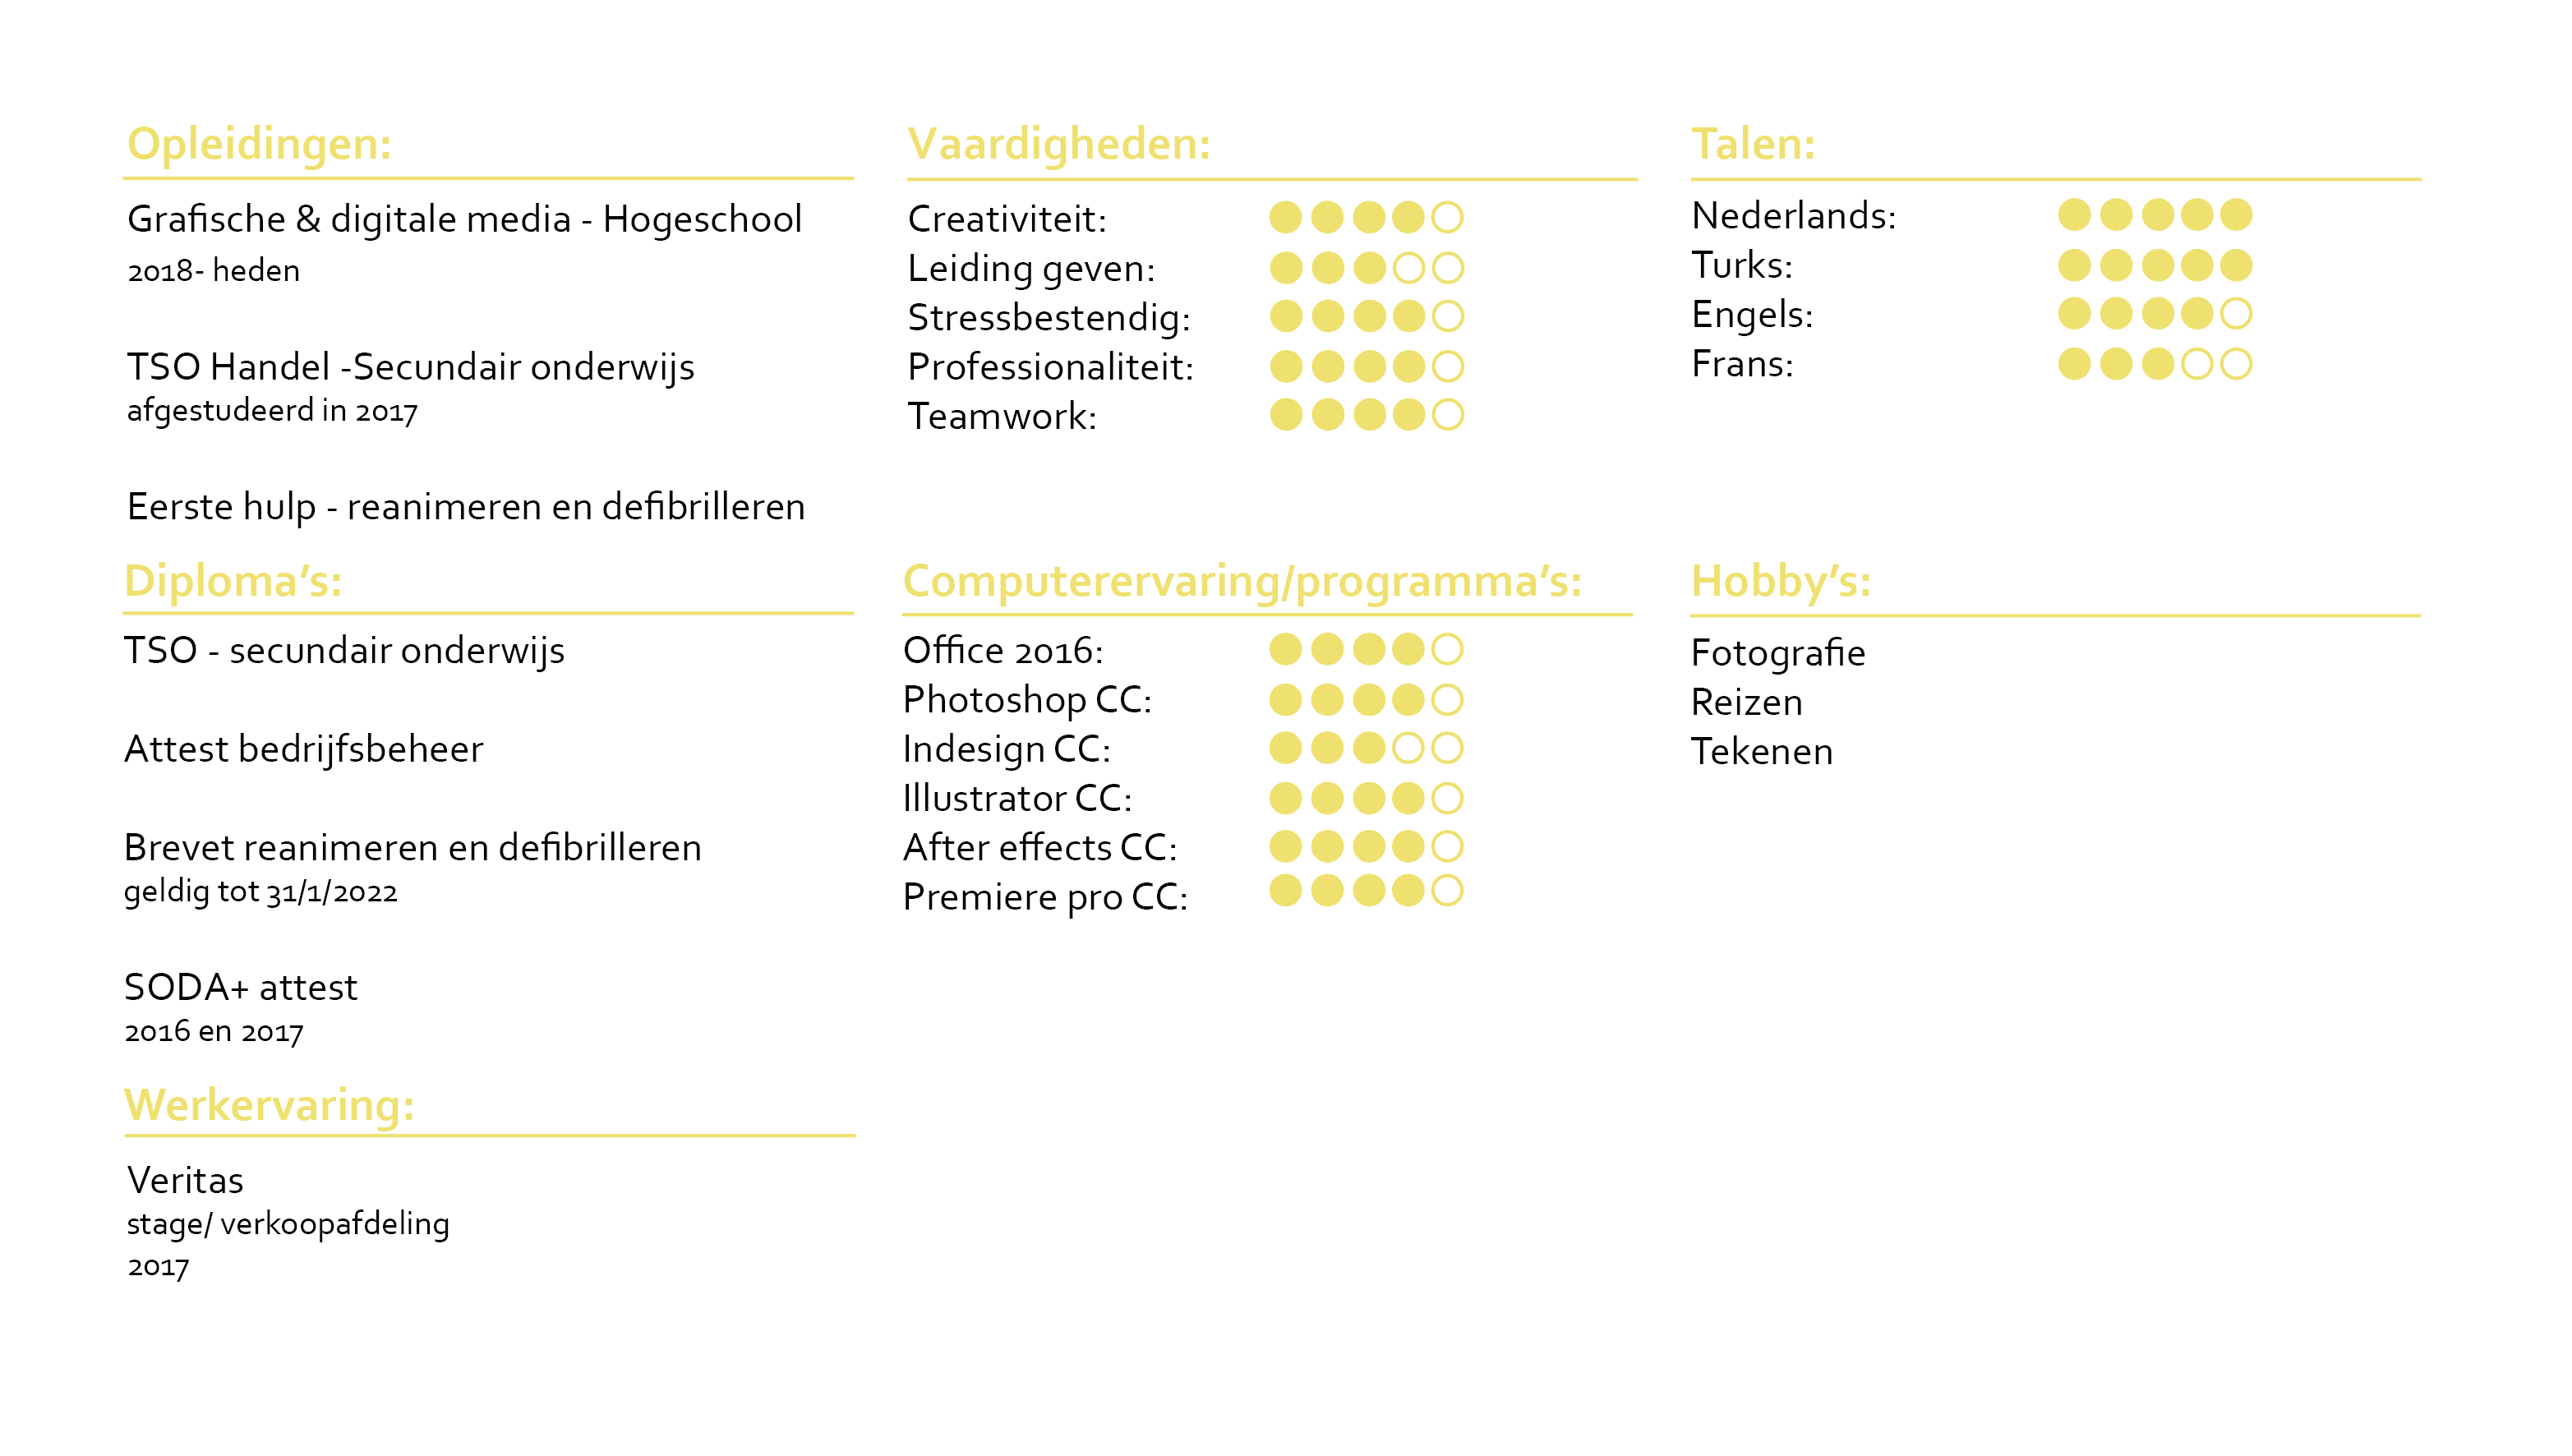 Opleidingen:
Grafische & digitale media - Hogeschool
2018- heden
TSO Handel -Secundair onderwijs
afgestudeerd in 2017
Eerste hulp - reanimeren en defibrilleren
Diploma's:
TSO - secundair onderwijs
Attest bedrijfsbeheer
Brevet reanimeren en defibrilleren
geldig tot 31/1/2022
SODA+ attest
2016 en 2017
Werkervaring:
Veritas
stage/ verkoopafdeling
2017
Vaardigheden:
Creativiteit:
Leiding geven:
Stressbestendig:
Professionaliteit:
Teamwork:
Computerervaring/programma's:
Office 2016:
Photoshop CC:
Indesign CC:
Illustrator CC:
After effects CC:
Premiere pro CC:
Talen:
Nederlands:
Turks:
Engels:
Frans:
Hobby's:
Fotografie
Reizen
Tekenen